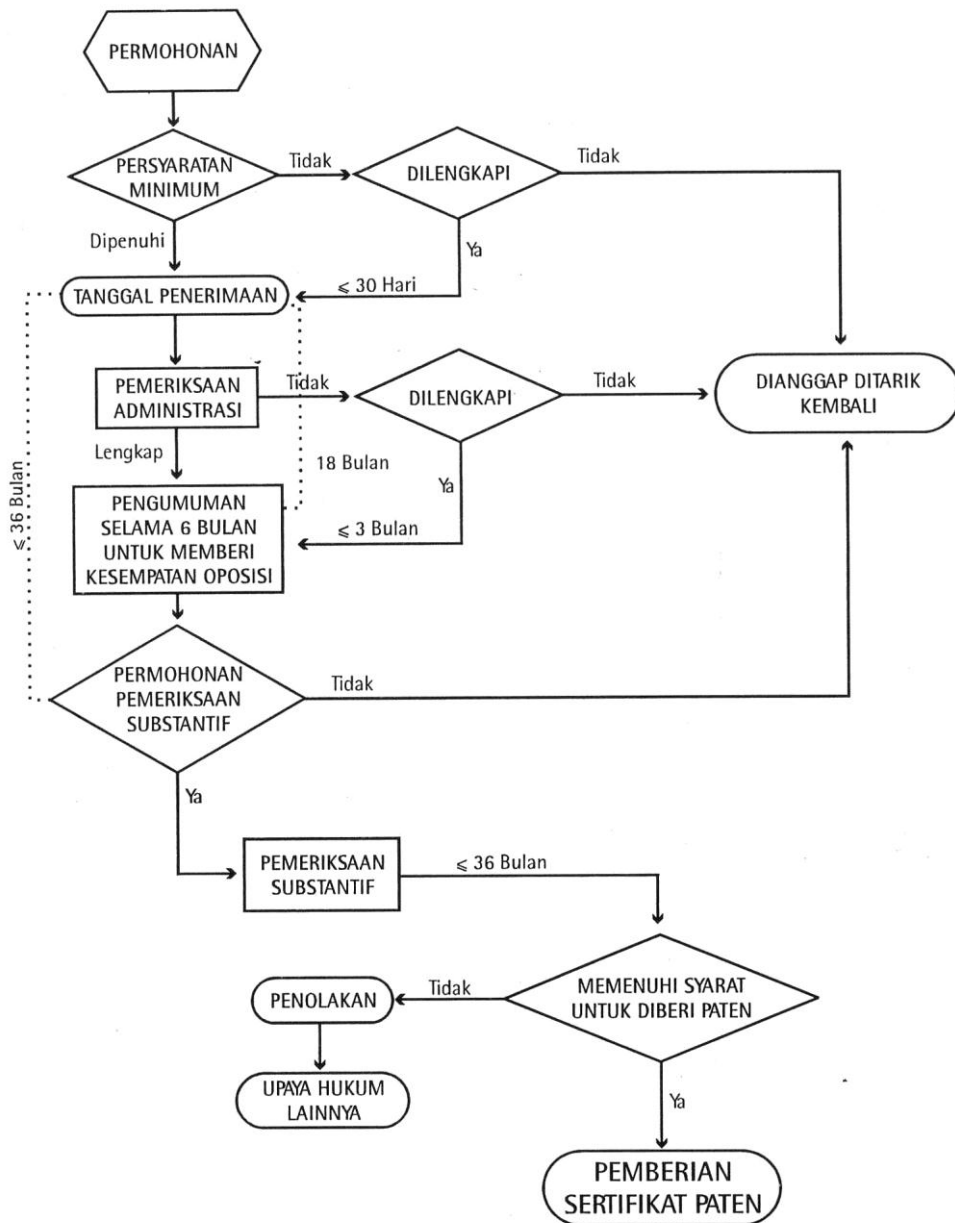 PERMOHONAN
PERSYARATAN
MINIMUM
Tidak
DILENGKAPI
Tidak
Dipenuhi
Ya
TANGGAL PENERIMAAN
⩽ 30 Hari
PEMERIKSAAN
ADMINISTRASI
Tidak
DILENGKAPI
Tidak
DIANGGAP DITARIK
KEMBALI
Lengkap
18 Bulan
Ya
⩽ 36 Bulan
PENGUMUMAN
SELAMA 6 BULAN
UNTUK MEMBERI
KESEMPATAN OPOSISI
⩽ 3 Bulan
PERMOHONAN
PEMERIKSAAN
SUBSTANTIF
Tidak
Ya
PEMERIKSAAN
SUBSTANTIF
⩽ 36 Bulan
MEMENUHI SYARAT
UNTUK DIBERI PATEN
Tidak
PENOLAKAN
UPAYA HUKUM
LAINNYA
Ya
PEMBERIAN
SERTIFIKAT PATEN